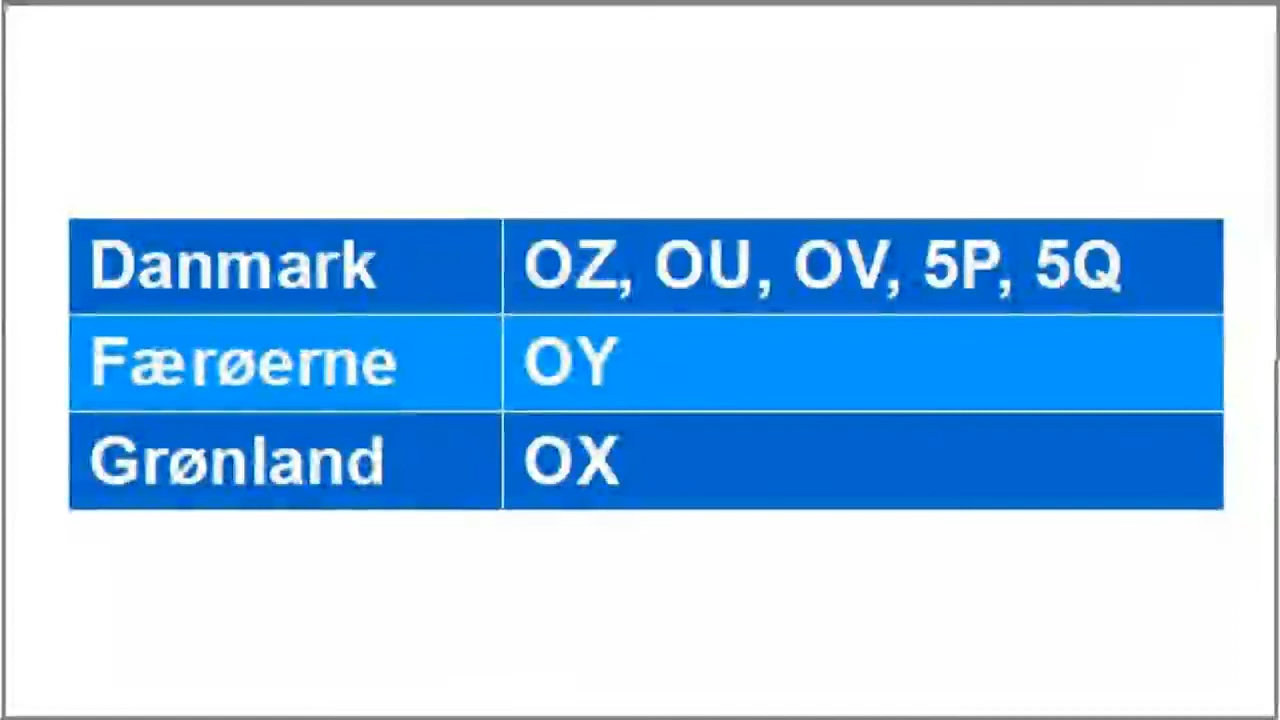 Danmark OZ, OU, OV, 5P, 5Q
Færøerne OY
Grønland OX